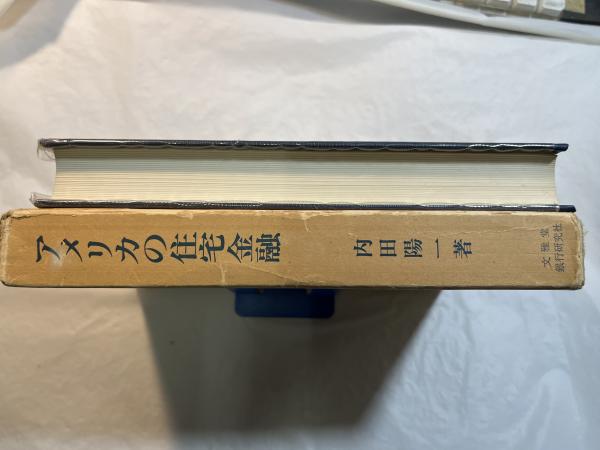 アメリカの住宅金融
内田陽一著
文雅堂
銀行研究社